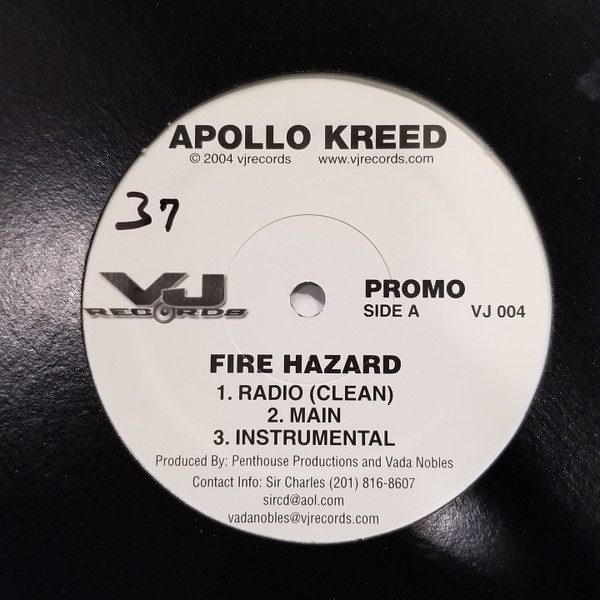 APOLLO KREED
© 2004 vjrecords www.vjrecords.com
37
VJ
RECORDS
PROMO
SIDE A VJ 004
FIRE HAZARD
1. RADIO (CLEAN)
2. MAIN
3. INSTRUMENTAL
Produced By: Penthouse Productions and Vada Nobles
Contact Info: Sir Charles (201) 816-8607
sircd@aol.com
vadanobles@vjrecords.com